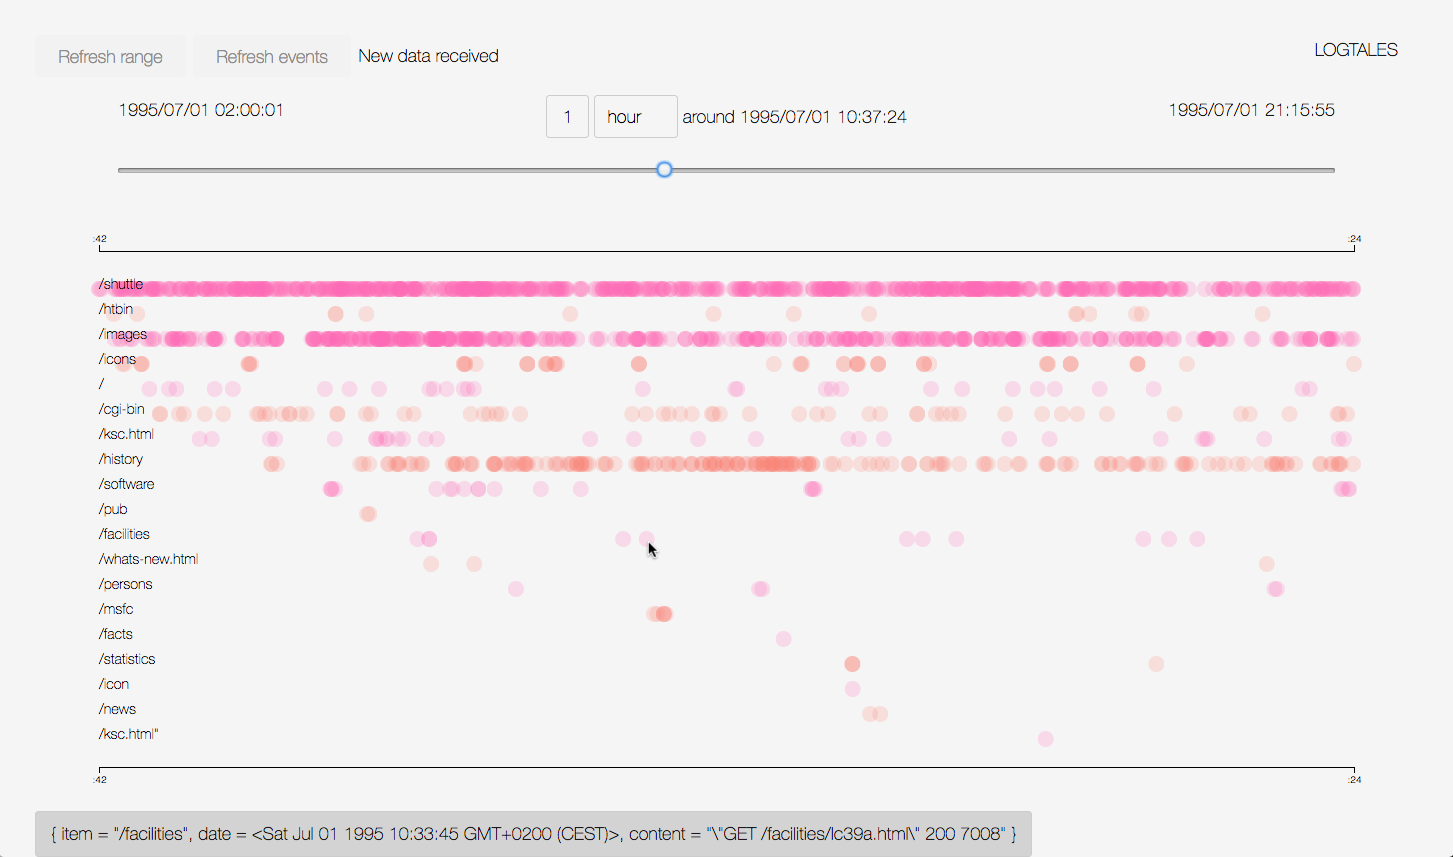 Refresh range Refresh events New data received LOGTALES
1995/07/01 02:00:01 1 hour around 1995/07/01 10:37:24 1995/07/01 21:15:55
:42 :24
/shuttle
/htbin
/images
/icons
/
/cgi-bin
/ksc.html
/history
/software
/pub
/facilities
/whats-new.html
/persons
/msfc
/facts
/statistics
/icon
/news
/ksc.html"
:42 :24
{ item = "/facilities", date = <Sat Jul 01 1995 10:33:45 GMT+0200 (CEST)>, content = "\"GET /facilities/lc39a.html\" 200 7008" }